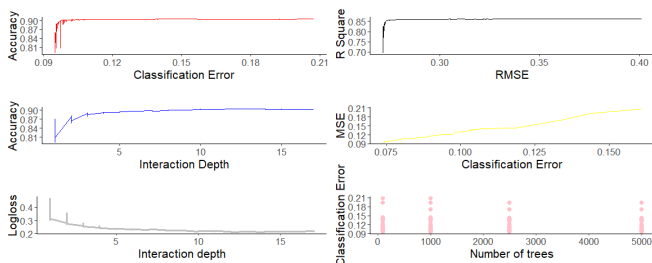 Accuracy
0.90
0.87
0.84
0.81
0.09 0.12 0.15 0.18 0.21
Classification Error
R Square
0.85
0.80
0.75
0.70
0.30 0.35 0.40
RMSE
Accuracy
0.90
0.87
0.84
0.81
5 10 15
Interaction Depth
MSE
0.21
0.18
0.15
0.12
0.09
0.075 0.100 0.125 0.150
Classification Error
Logloss
0.4
0.3
0.2
5 10 15
Interaction depth
Classification Error
0.21
0.18
0.15
0.12
0.09
0 1000 2000 3000 4000 5000
Number of trees